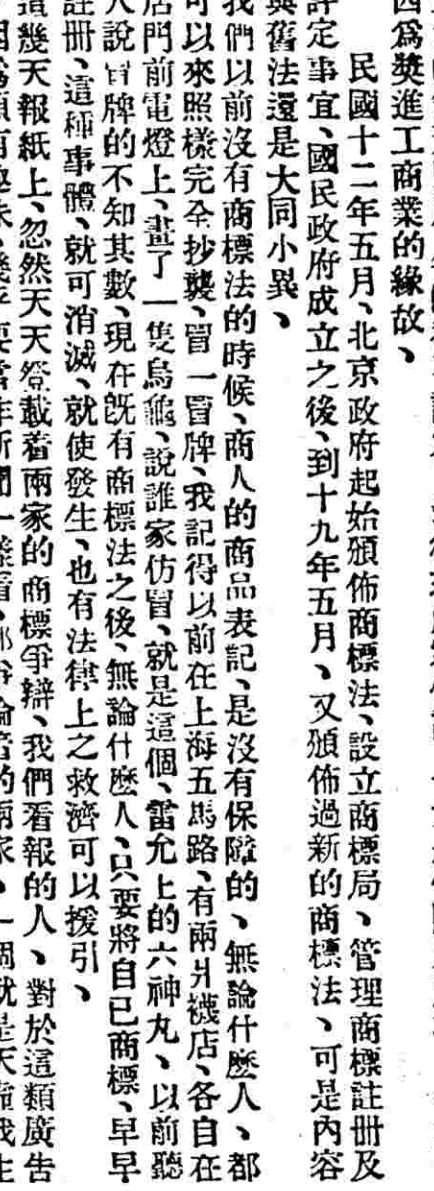 因爲奬進工商業的緣故、
民國十二年五月、北京政府起始頒佈商標法、設立商標局、管理商標註册及
評定事宜、國民政府成立之後、到十九年五月、又頒佈過新的商標法、可是內容
與舊法還是大同小異、
我們以前沒有商標法的時候、商人的商品表記、是沒有保障的、無論什麼人、都
可以來照樣完全抄襲、冒一冒牌、我記得以前在上海五馬路、有兩爿襪店、各自在
店門前電燈上、畫了一隻烏龜、說誰家仿冒、就是這個、雷允上的六神丸、以前聽
人說冒牌的不知其數、現在既有商標法之後、無論什麼人、只要將自己商標、早早
註册、這種事體、就可消滅、就使發生、也有法律上之救濟可以援引、
這幾天報紙上、忽然天天登載着兩家的商標爭辯、我們看報的人、對於這類廣告